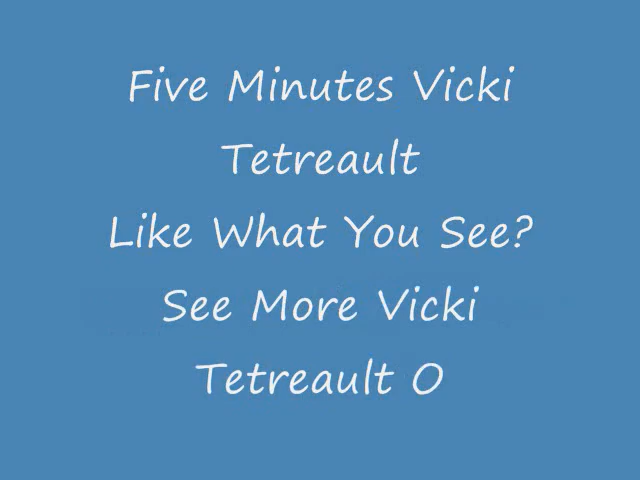 Five Minutes Vicki
Tetreault
Like What You See?
See More Vicki
Tetreault O